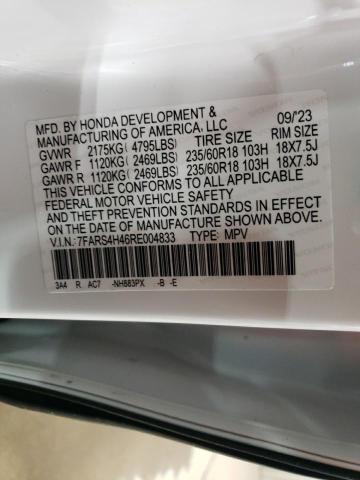 MFD. BY HONDA DEVELOPMENT & 09/'23
MANUFACTURING OF AMERICA, LLC
GVWR 2175KG( 4795LBS) TIRE SIZE RIM SIZE
GAWR F 1120KG( 2469LBS) 235/60R18 103H 18X7.5J
GAWR R 1120KG( 2469LBS) 235/60R18 103H 18X7.5J
THIS VEHICLE CONFORMS TO ALL APPLICABLE
FEDERAL MOTOR VEHICLE SAFETY, BUMPER,
AND THEFT PREVENTION STANDARDS IN EFFECT
ON THE DATE OF MANUFACTURE SHOWN ABOVE.
V.I.N.: 7FARS4H46RE004833 TYPE: MPV
3A4 R AC7 -NH883PX -B -E